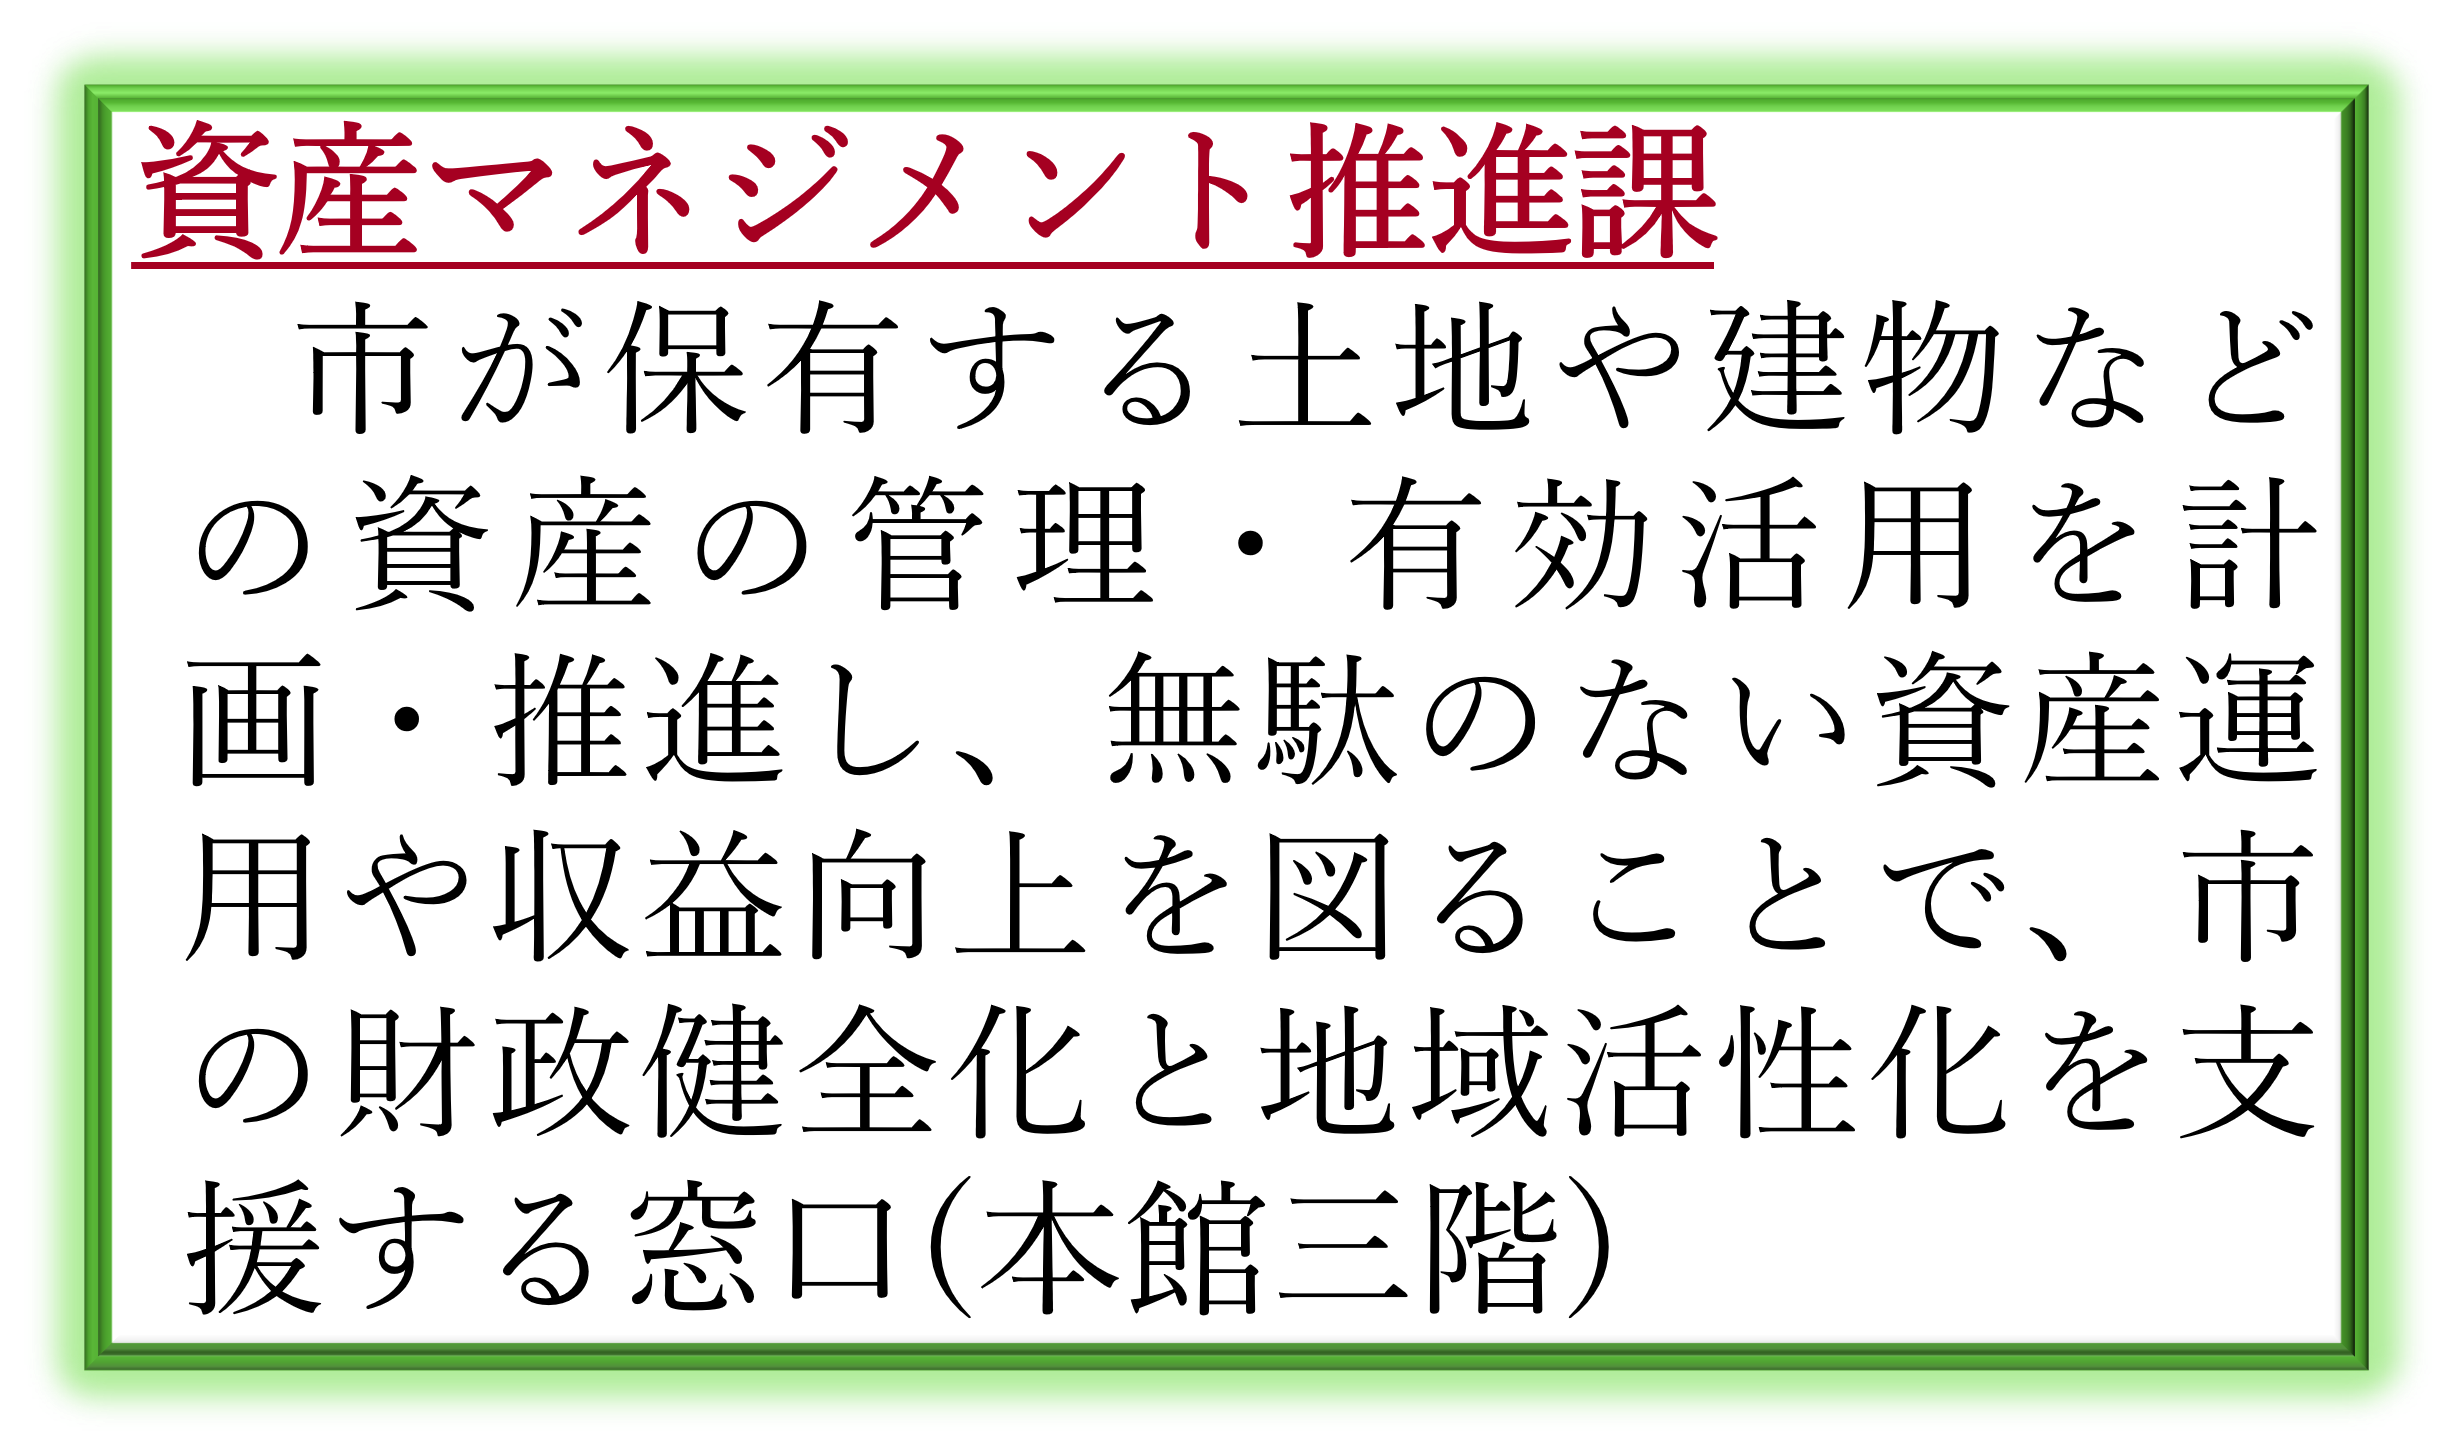 資産マネジメント推進課
市が保有する土地や建物など
の資産の管理・有効活用を計
画・推進し、無駄のない資産運
用や収益向上を図ることで、市
の財政健全化と地域活性化を支
援する窓口(本館三階)